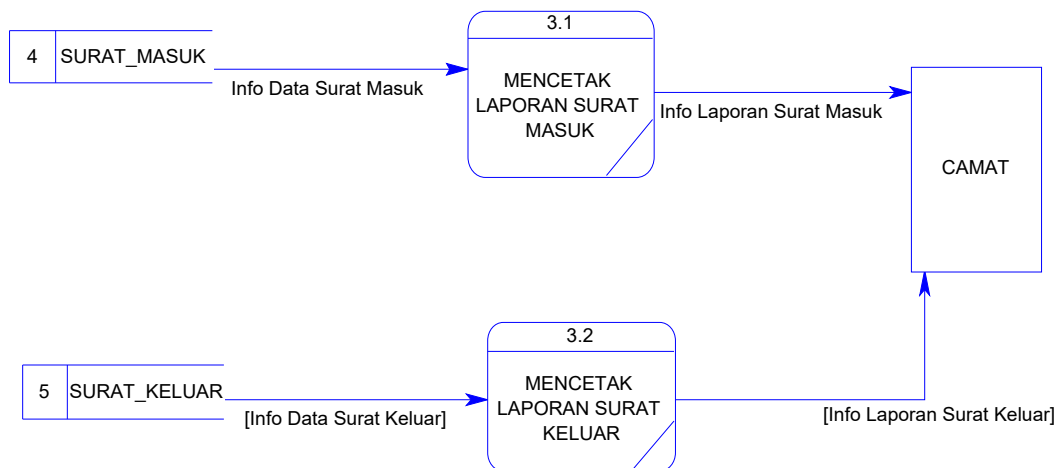 3.1
4 SURAT_MASUK
Info Data Surat Masuk
MENCETAK
LAPORAN SURAT
MASUK
Info Laporan Surat Masuk
CAMAT
3.2
5 SURAT_KELUAR
[Info Data Surat Keluar]
MENCETAK
LAPORAN SURAT
KELUAR
[Info Laporan Surat Keluar]